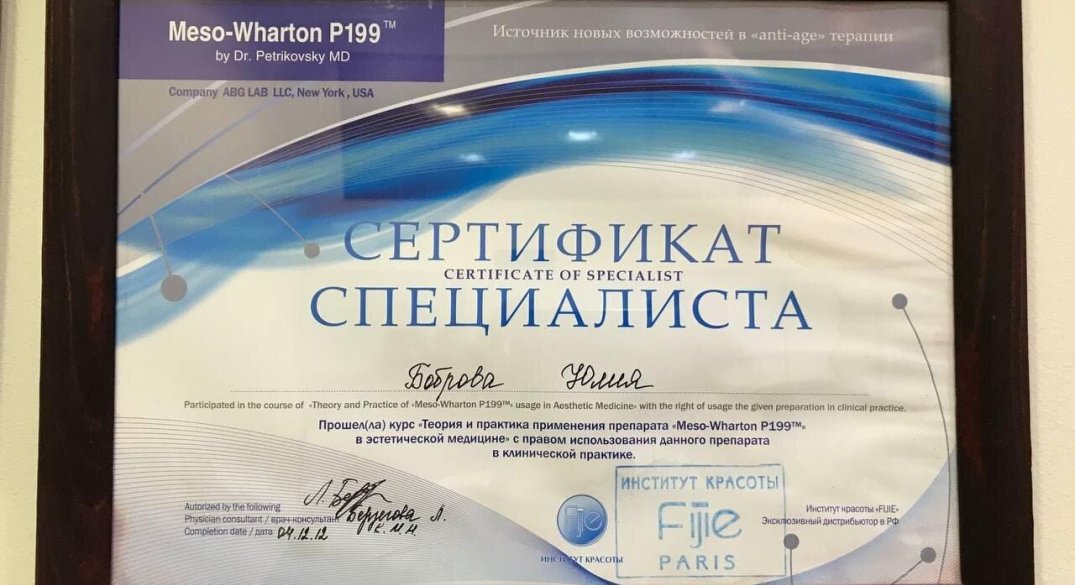 Meso-Wharton P199™
by Dr. Petrikovsky MD
Company ABG LAB LLC, New York, USA
Источник новых возможностей в «anti-age» терапии
СЕРТИФИКАТ
CERTIFICATE OF SPECIALIST
СПЕЦИАЛИСТА
Боброва Юлия
Participated in the course of «Theory and Practice of «Meso-Wharton P199™» usage in Aesthetic Medicine» with the right of usage the given preparation in clinical practice.
Прошел(ла) курс «Теория и практика применения препарата «Meso-Wharton P199™»
в эстетической медицине» с правом использования данного препарата
в клинической практике.
Autorized by the following
Physician consultant / врач-консультант
К.М.Н.
Completion date / дата 04.12.12
fijie
ИНСТИТУТ КРАСОТЫ
ИНСТИТУТ КРАСОТЫ
Fijie
PARIS
Институт красоты «FIJIE»
Эксклюзивный дистрибьютор в РФ